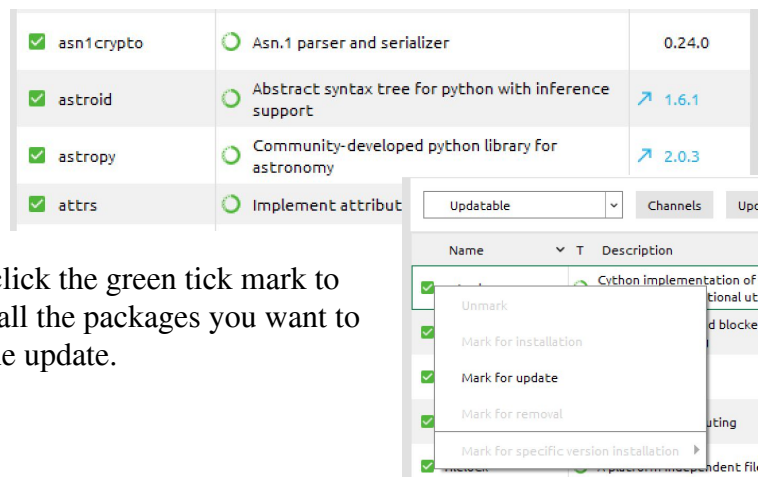 asn1crypto Asn.1 parser and serializer 0.24.0
astroid Abstract syntax tree for python with inference
support 1.6.1
astropy Community-developed python library for
astronomy 2.0.3
attrs Implement attribut
click the green tick mark to
all the packages you want to
update.
Updatable Channels
Name T Description
Cython implementation of
Unmark
Mark for installation
Mark for update
Mark for removal
Mark for specific version installation